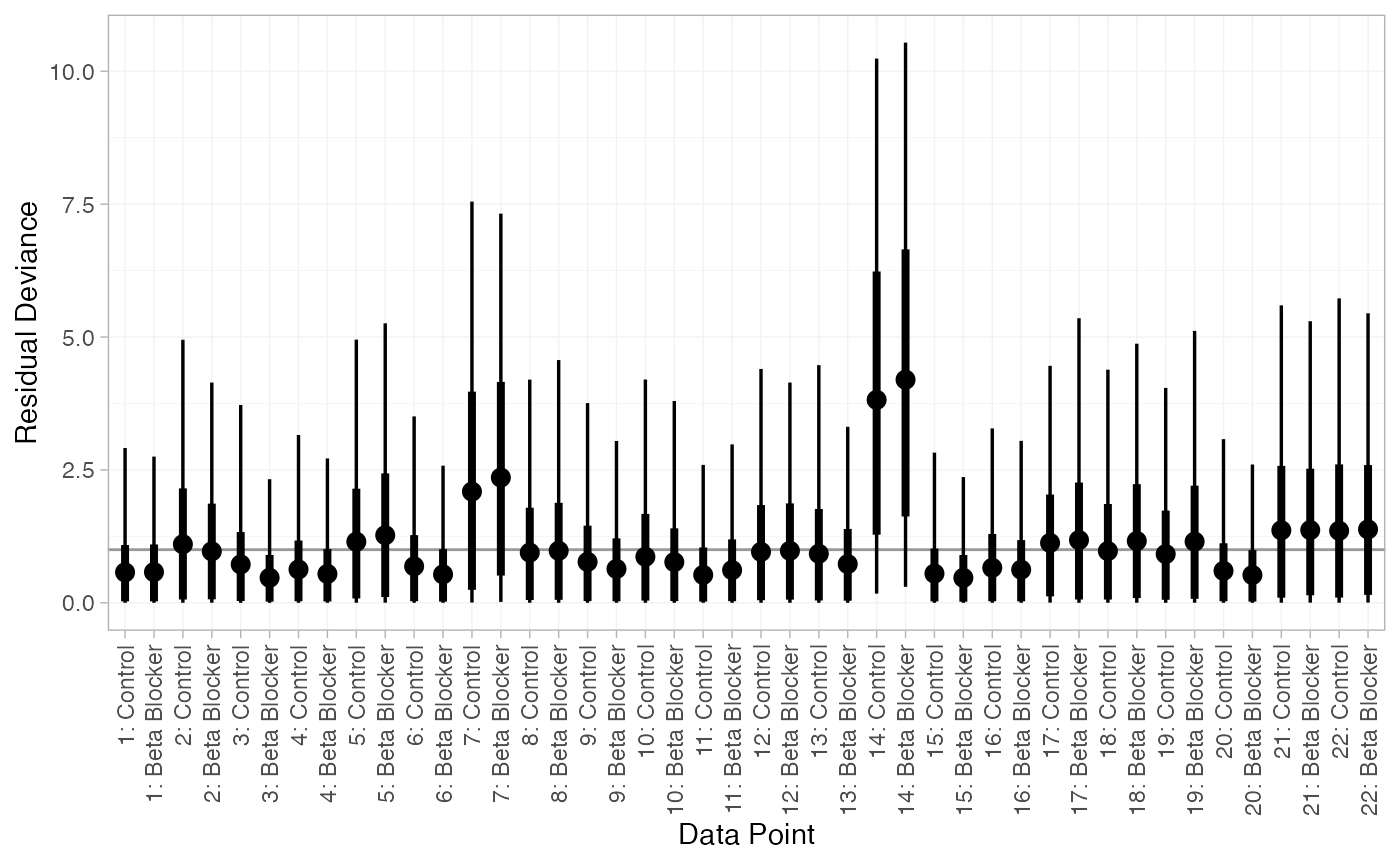 Residual Deviance
10.0
7.5
5.0
2.5
0.0
1: Control
1: Beta Blocker
2: Control
2: Beta Blocker
3: Control
3: Beta Blocker
4: Control
4: Beta Blocker
5: Control
5: Beta Blocker
6: Control
6: Beta Blocker
7: Control
7: Beta Blocker
8: Control
8: Beta Blocker
9: Control
9: Beta Blocker
10: Control
10: Beta Blocker
11: Control
11: Beta Blocker
12: Control
12: Beta Blocker
13: Control
13: Beta Blocker
14: Control
14: Beta Blocker
15: Control
15: Beta Blocker
16: Control
16: Beta Blocker
17: Control
17: Beta Blocker
18: Control
18: Beta Blocker
19: Control
19: Beta Blocker
20: Control
20: Beta Blocker
21: Control
21: Beta Blocker
22: Control
22: Beta Blocker
Data Point